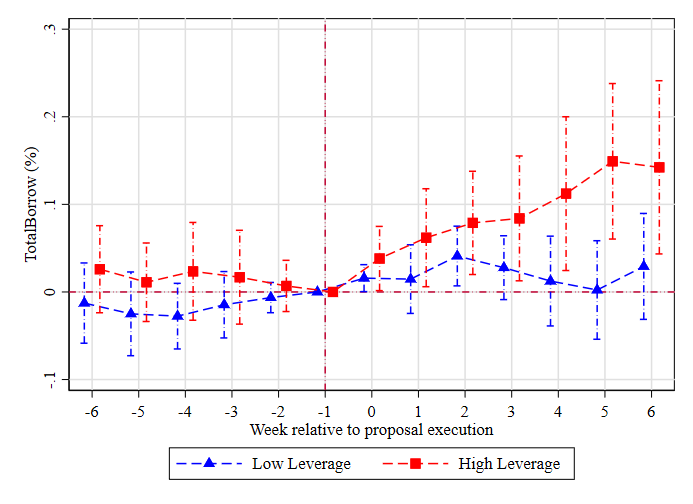 .3
.2
.1
0
-.1
TotalBorrow (%)
-6 -5 -4 -3 -2 -1 0 1 2 3 4 5 6
Week relative to proposal execution
Low Leverage High Leverage